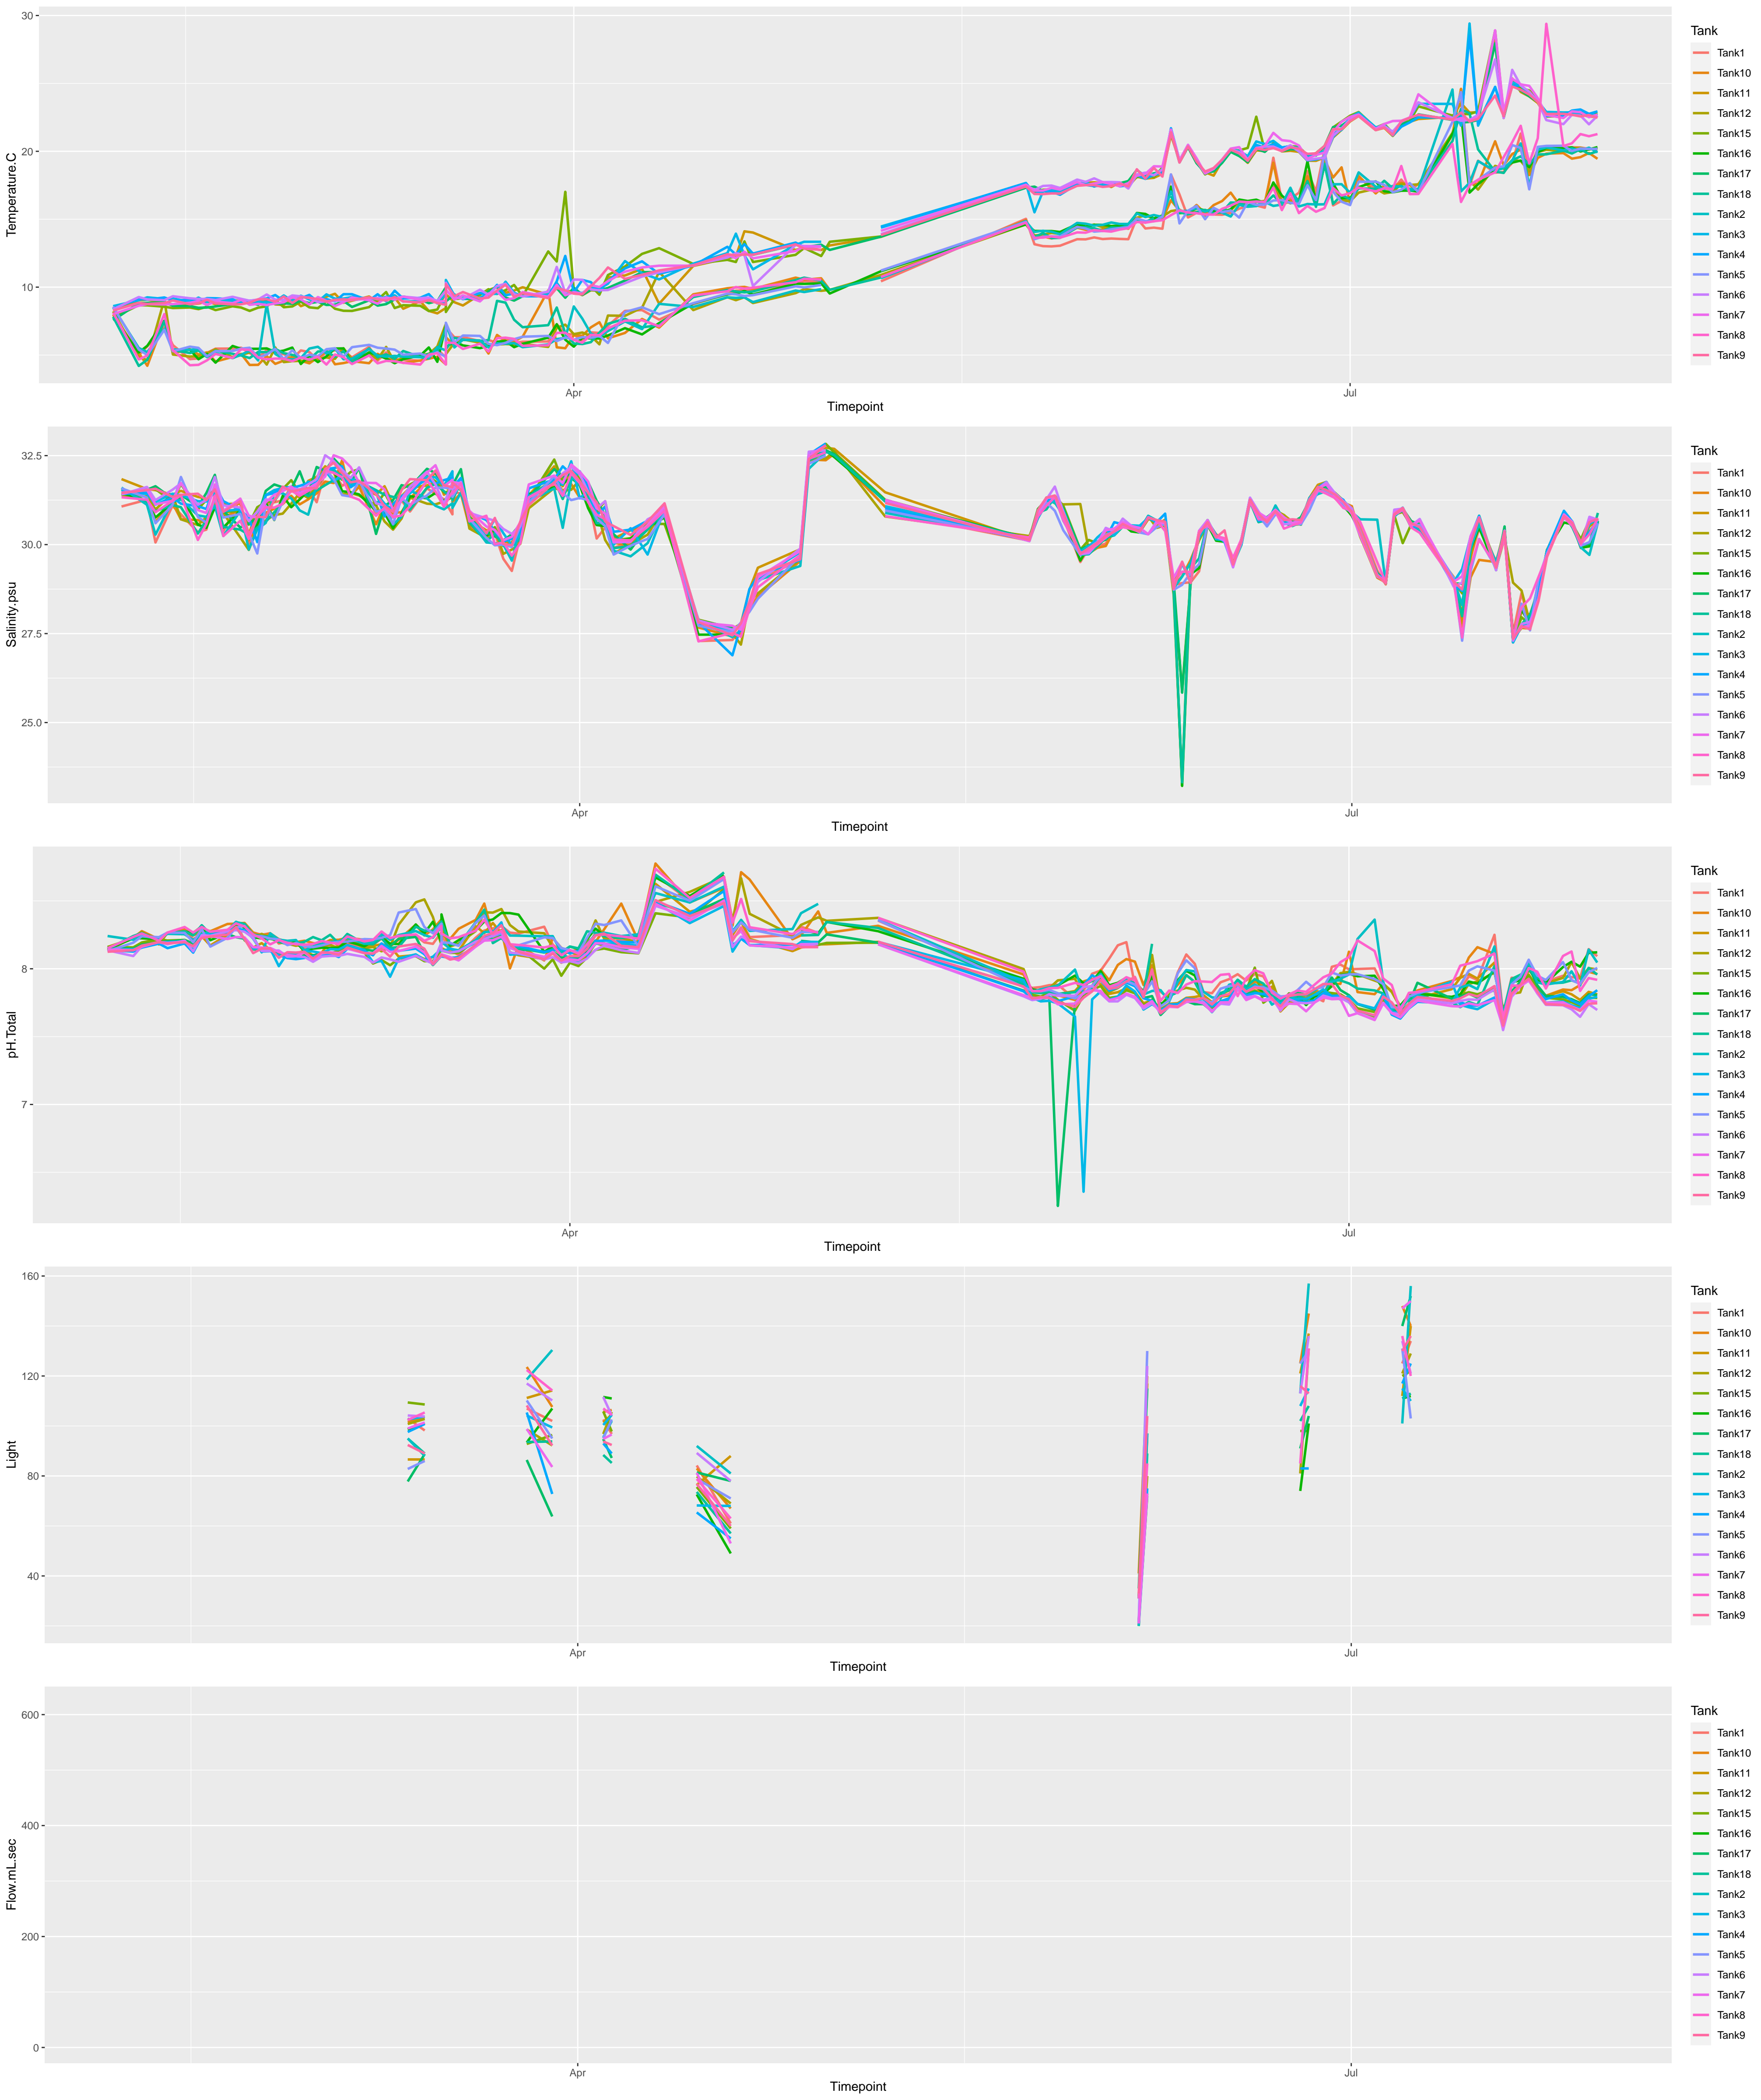 30
20
10
Temperature.C
Apr
Jul
Timepoint
Tank
Tank1
Tank10
Tank11
Tank12
Tank15
Tank16
Tank17
Tank18
Tank2
Tank3
Tank4
Tank5
Tank6
Tank7
Tank8
Tank9
32.5
30.0
27.5
25.0
Salinity.psu
Apr
Jul
Timepoint
Tank
Tank1
Tank10
Tank11
Tank12
Tank15
Tank16
Tank17
Tank18
Tank2
Tank3
Tank4
Tank5
Tank6
Tank7
Tank8
Tank9
8
7
pH.Total
Apr
Jul
Timepoint
Tank
Tank1
Tank10
Tank11
Tank12
Tank15
Tank16
Tank17
Tank18
Tank2
Tank3
Tank4
Tank5
Tank6
Tank7
Tank8
Tank9
160
120
80
40
Light
Apr
Jul
Timepoint
Tank
Tank1
Tank10
Tank11
Tank12
Tank15
Tank16
Tank17
Tank18
Tank2
Tank3
Tank4
Tank5
Tank6
Tank7
Tank8
Tank9
600
400
200
0
Flow.mL.sec
Apr
Jul
Timepoint
Tank
Tank1
Tank10
Tank11
Tank12
Tank15
Tank16
Tank17
Tank18
Tank2
Tank3
Tank4
Tank5
Tank6
Tank7
Tank8
Tank9